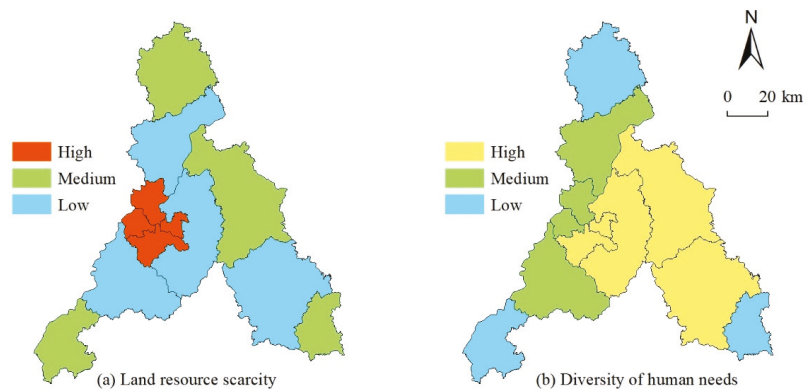 N
0 20 km
High
Medium
Low
High
Medium
Low
(a) Land resource scarcity
(b) Diversity of human needs